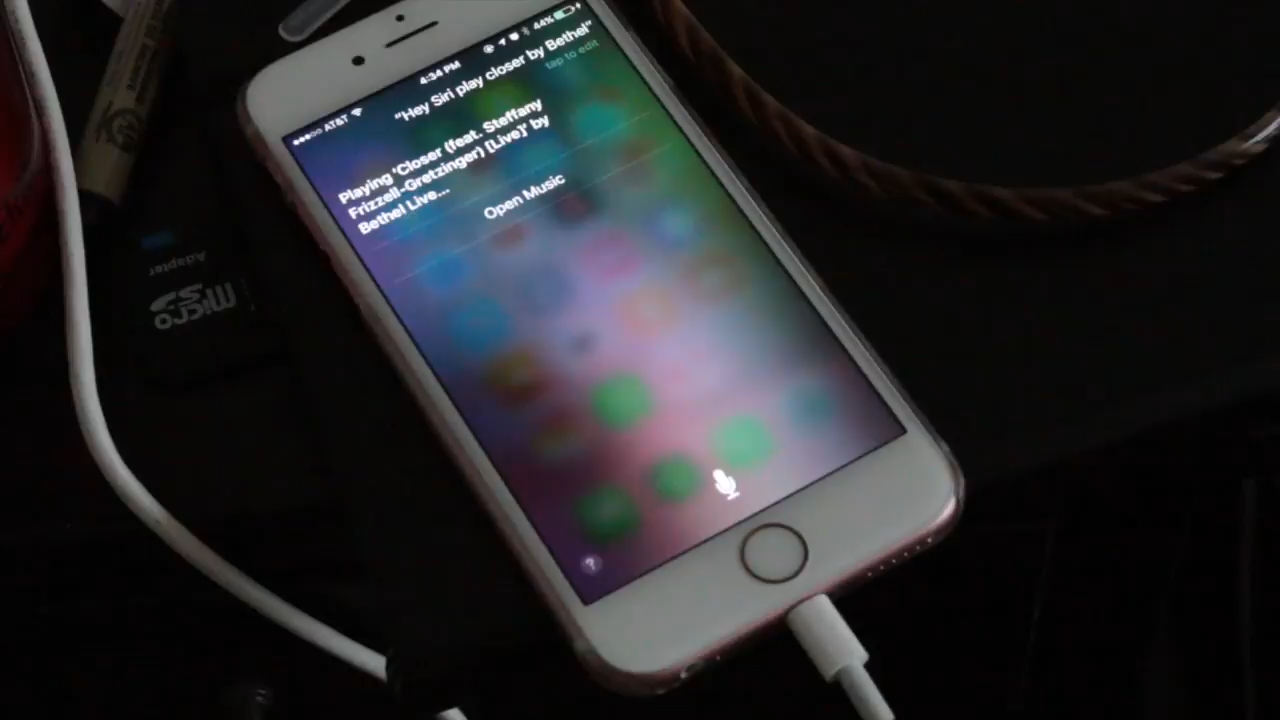 ●●●○○ AT&T 4:34 PM 44%
"Hey Siri play closer by Bethel"
tap to edit
Playing 'Closer (feat. Steffany
Frizzell-Gretzinger) [Live]' by
Bethel Live...
Open Music
?
Adapter
micro
SD